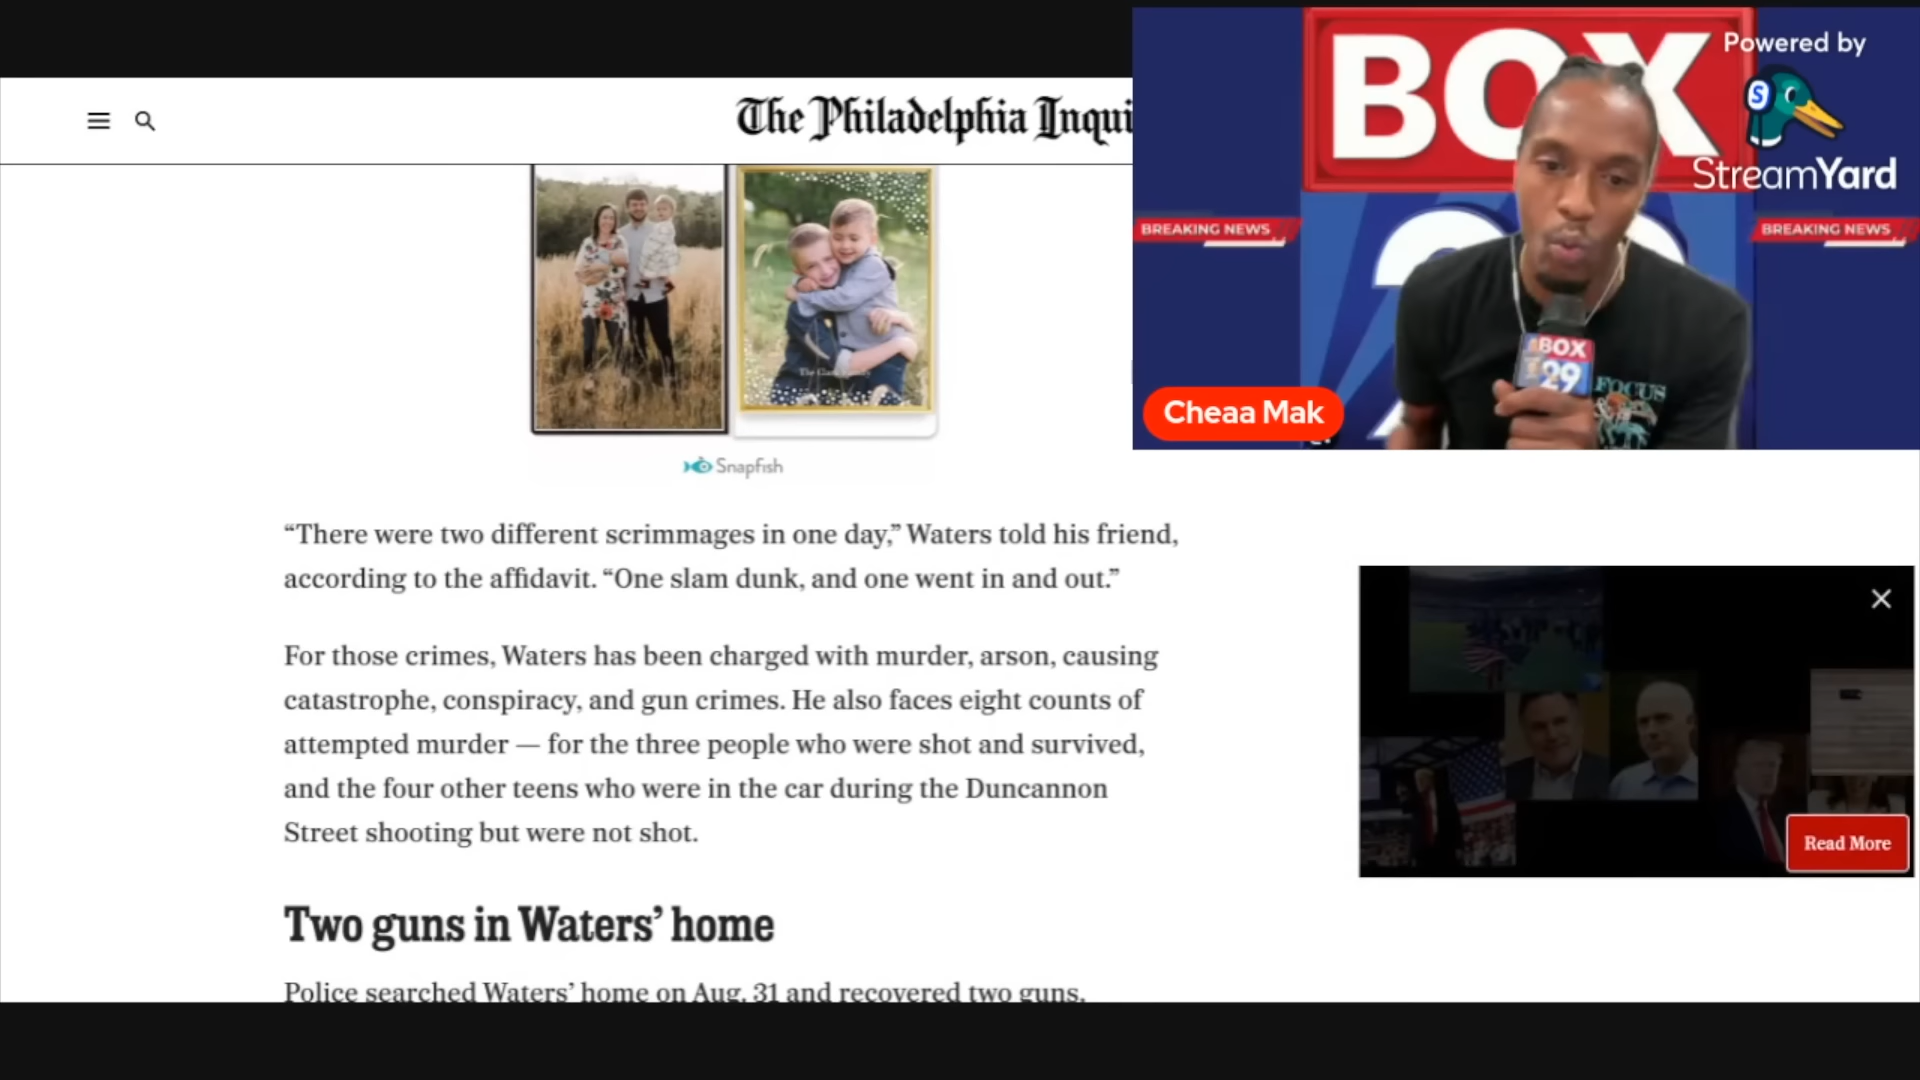 The Philadelphia Inqui
BOX
Powered by
S
StreamYard
BREAKING NEWS
BREAKING NEWS
BOX
29
FOCUS
Cheaa Mak
Snapfish
“There were two different scrimmages in one day,” Waters told his friend,
according to the affidavit. “One slam dunk, and one went in and out.”
For those crimes, Waters has been charged with murder, arson, causing
catastrophe, conspiracy, and gun crimes. He also faces eight counts of
attempted murder — for the three people who were shot and survived,
and the four other teens who were in the car during the Duncannon
Street shooting but were not shot.
Read More
Two guns in Waters’ home
Police searched Waters’ home on Aug. 31 and recovered two guns.